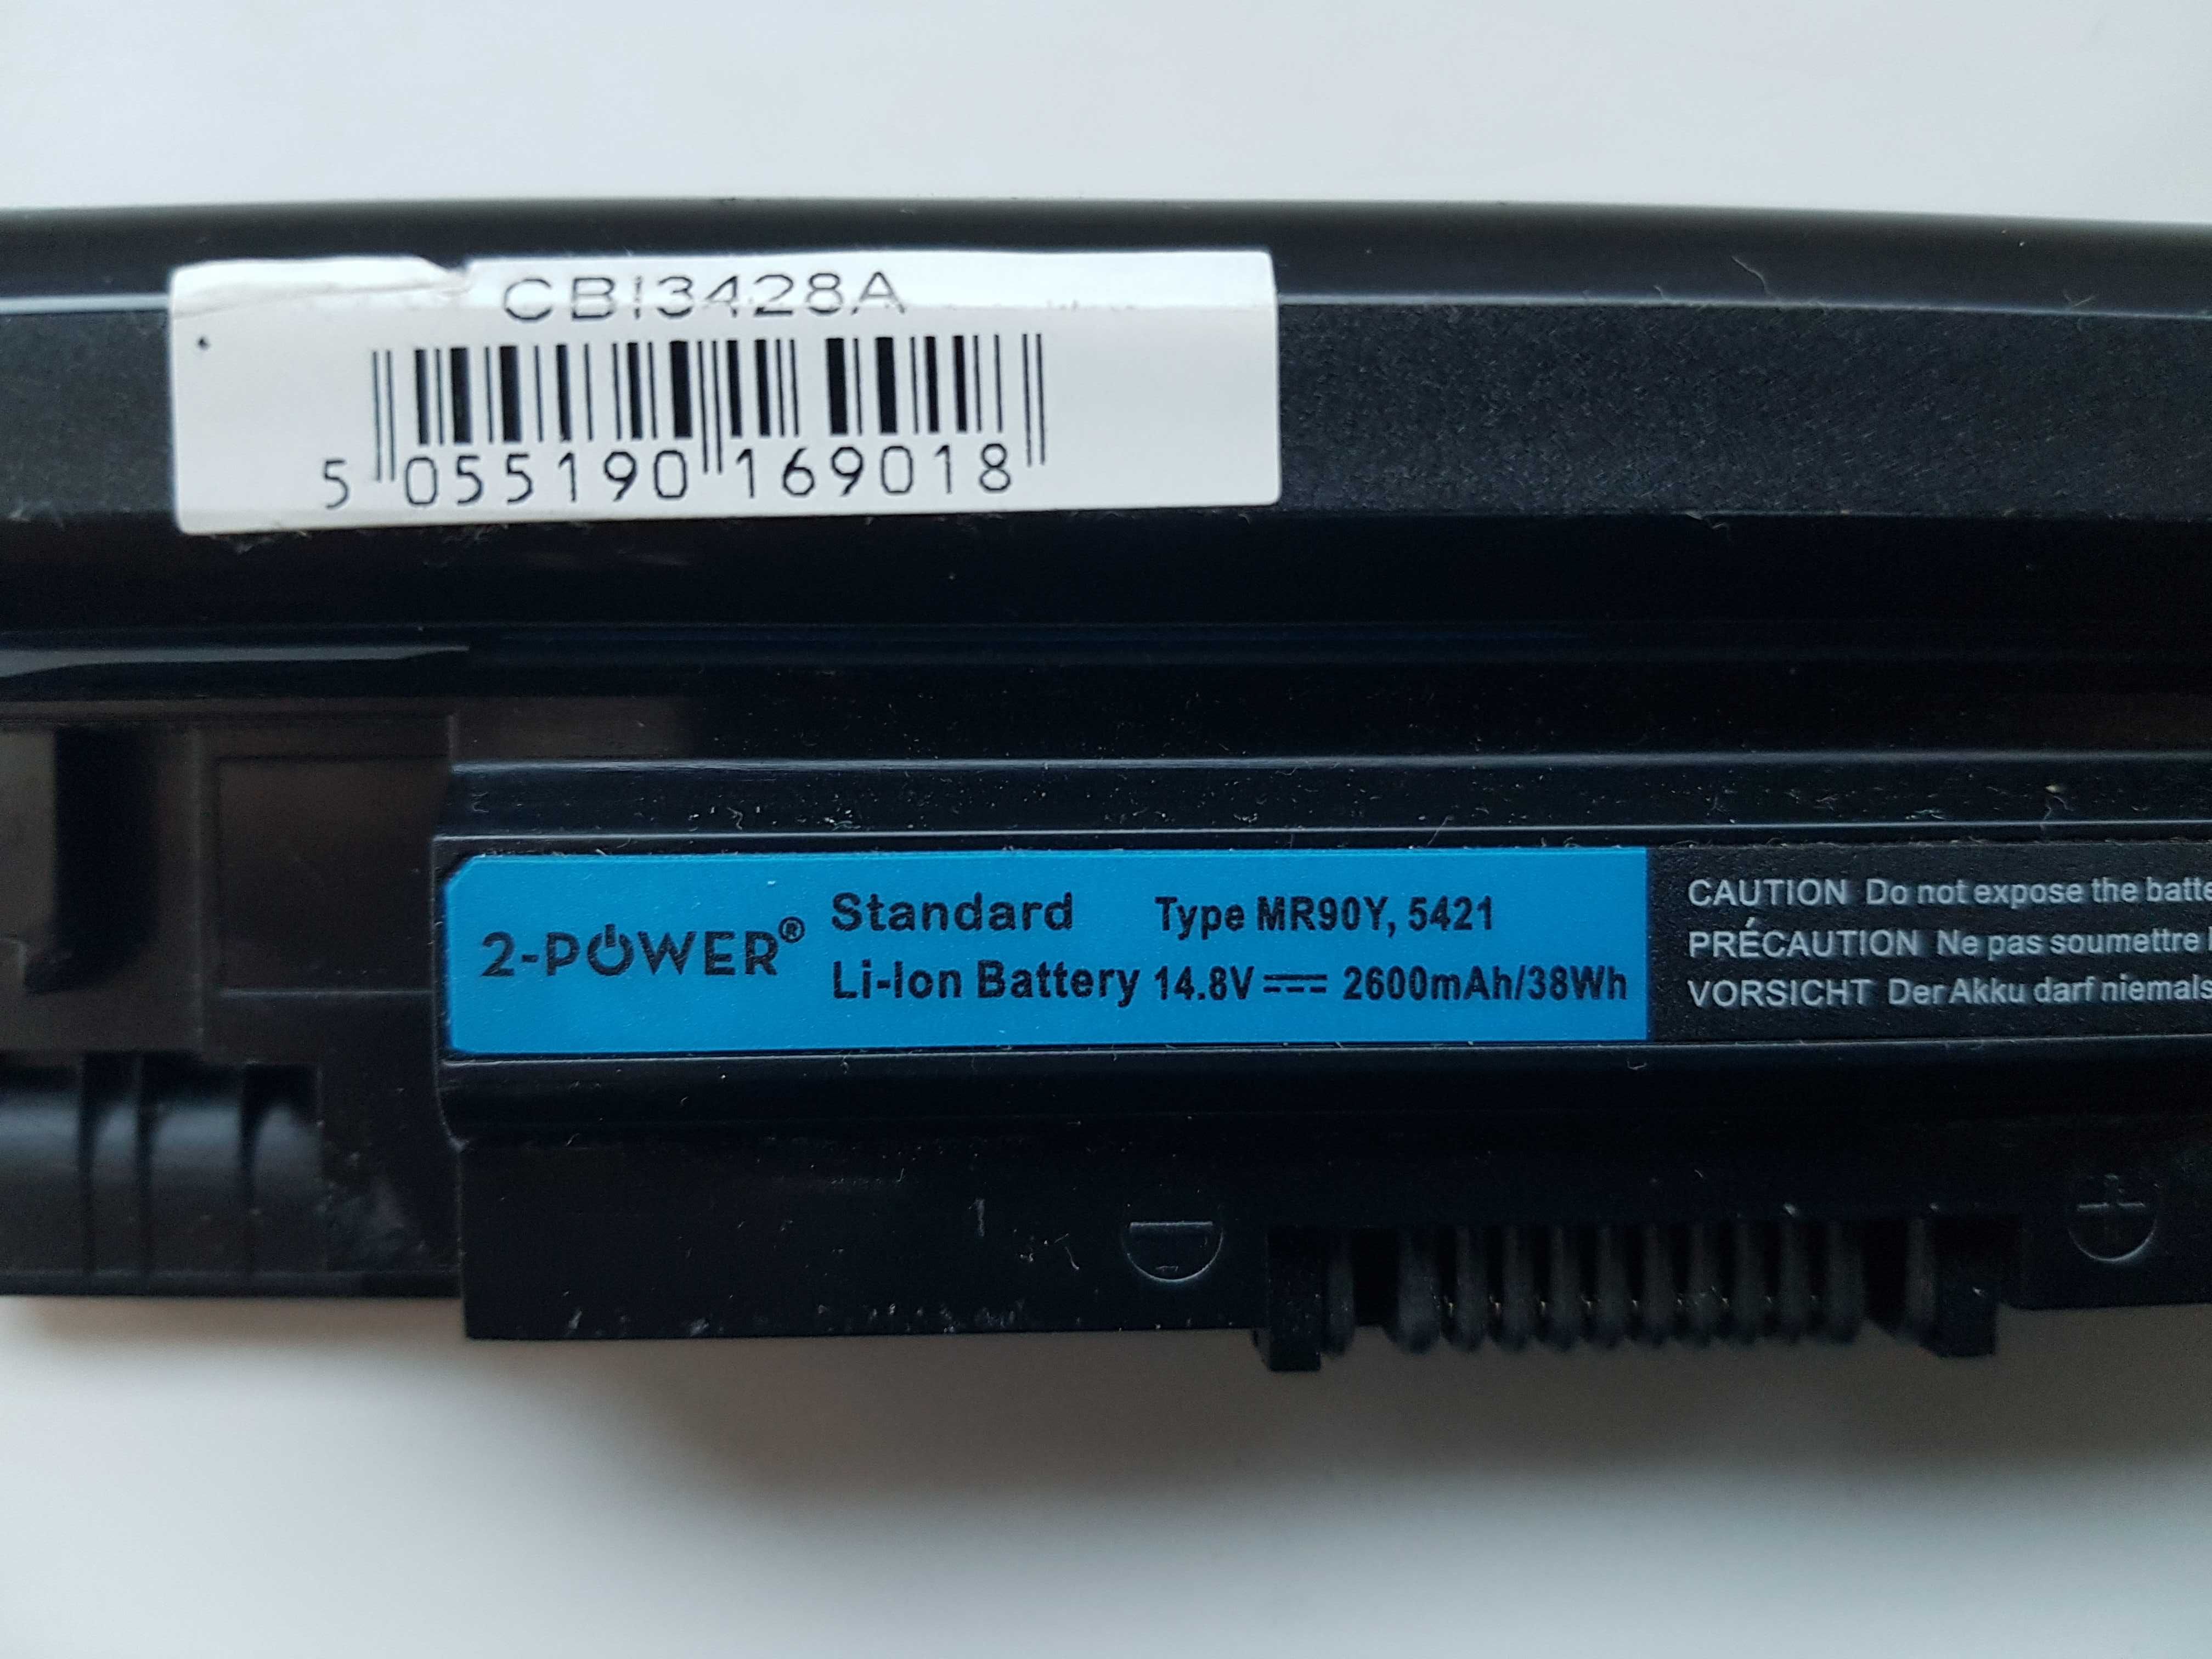 CBI3428A
5 055190 169018
2-POWER® Standard Type MR90Y, 5421
Li-Ion Battery 14.8V 2600mAh/38Wh
CAUTION Do not expose the batte
PRÉCAUTION Ne pas soumettre l
VORSICHT Der Akku darf niemals